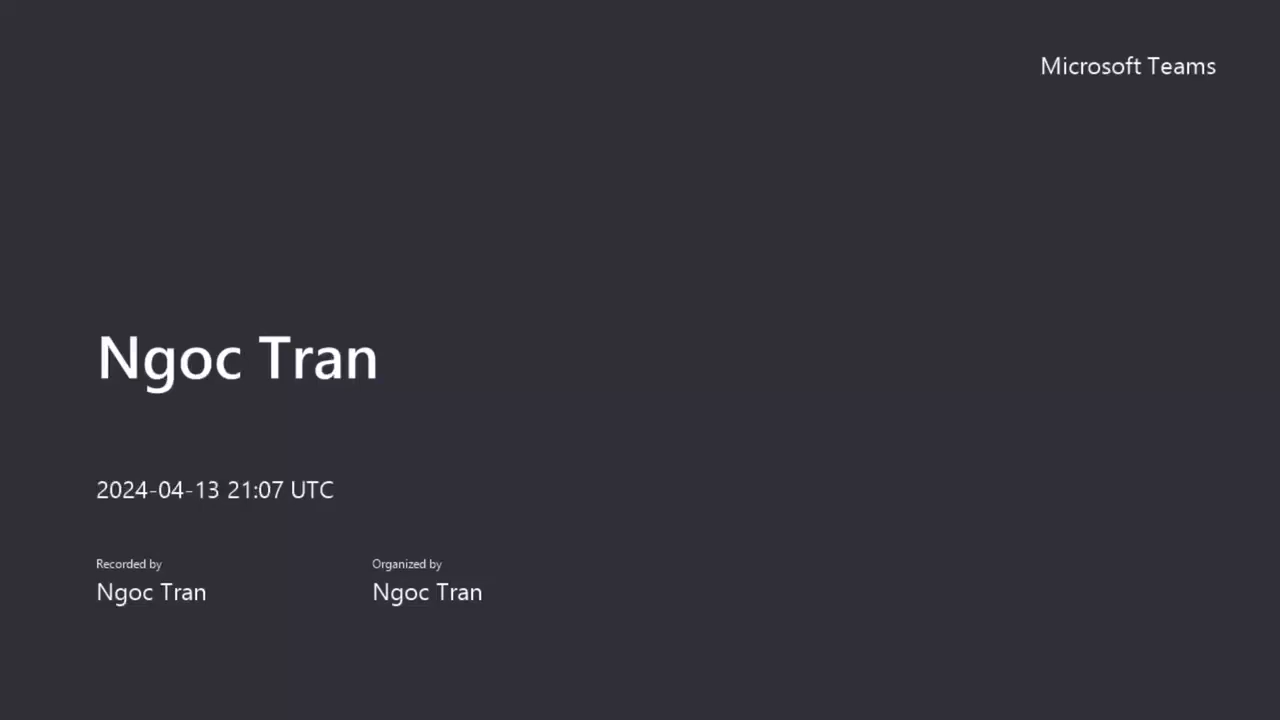 Microsoft Teams
Ngoc Tran
2024-04-13 21:07 UTC
Recorded by
Ngoc Tran
Organized by
Ngoc Tran